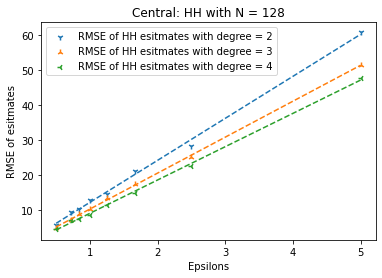 Central: HH with N = 128
RMSE of HH esitmates with degree = 2
RMSE of HH esitmates with degree = 3
RMSE of HH esitmates with degree = 4
RMSE of esitmates
60
50
40
30
20
10
1
2
3
4
5
Epsilons